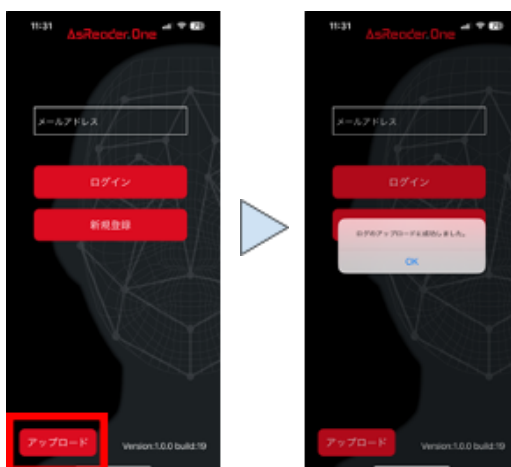 11:31
AsReader.One
メールアドレス
ログイン
新規登録
アップロード
Version:1.0.0 build:19
11:31
AsReader.One
メールアドレス
ログイン
ログのアップロードに成功しました。
OK
アップロード
Version:1.0.0 build:19